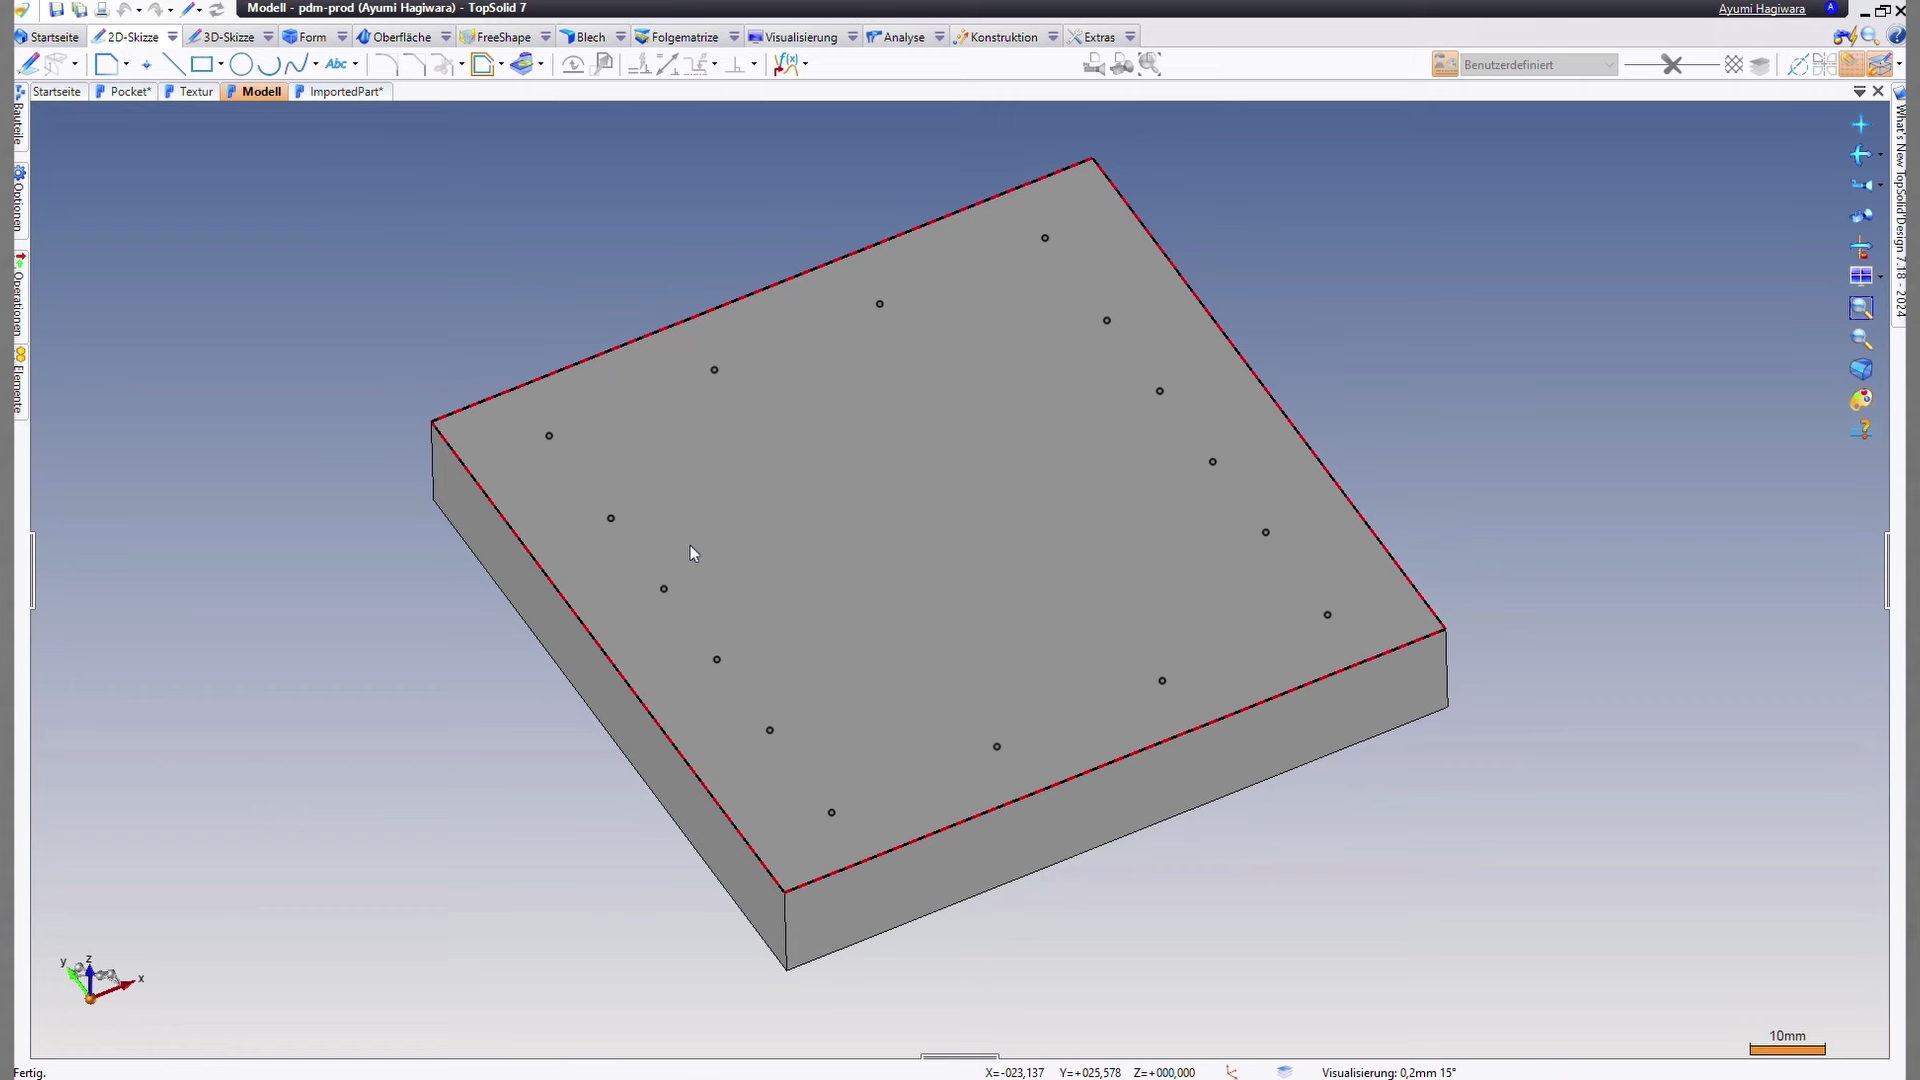 Modell - pdm-prod (Ayumi Hagiwara) - TopSolid 7
Ayumi Hagiwara
A
Startseite
2D-Skizze
3D-Skizze
Form
Oberfläche
FreeShape
Blech
Folgematrize
Visualisierung
Analyse
Konstruktion
Extras
Abc
Benutzerdefiniert
Startseite
Pocket*
Textur
Modell
ImportedPart*
Bauteile
Optionen
Operationen
Elemente
What's New TopSolid'Design 7.18 - 2024
y
z
x
10mm
Fertig.
X=-023,137 Y=+025,578 Z=+000,000
Visualisierung: 0,2mm 15°